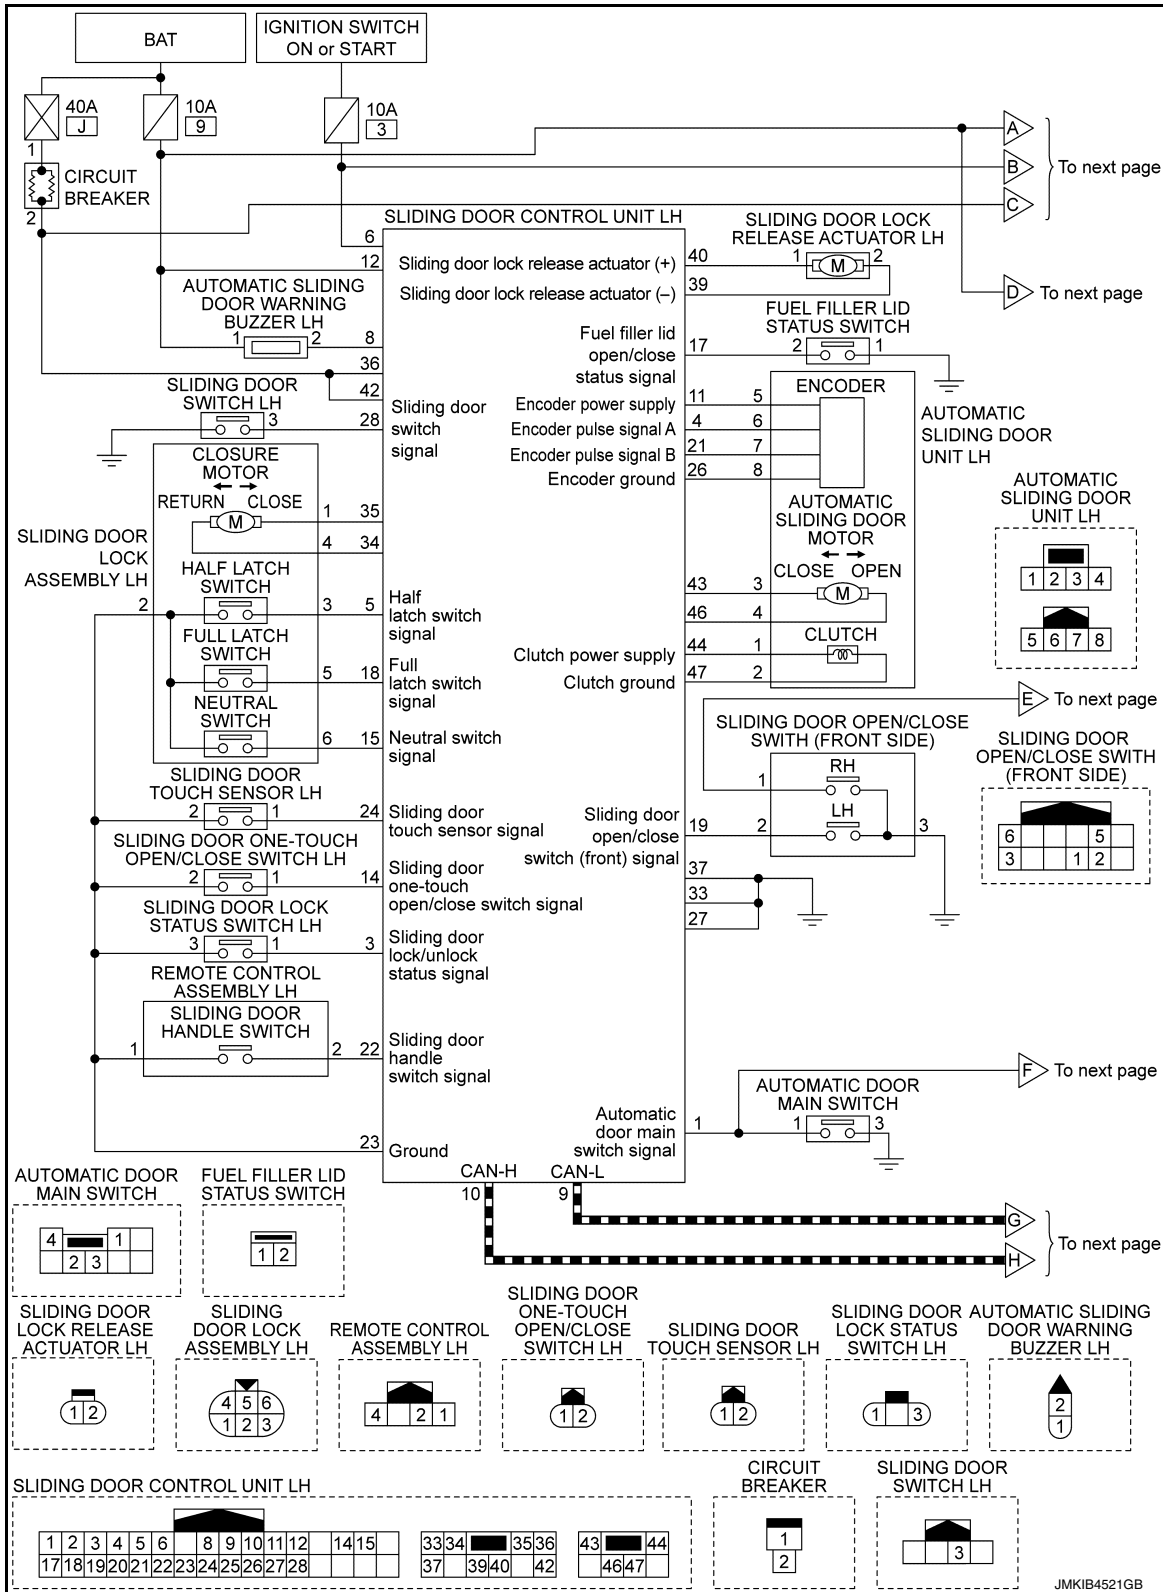 BAT
IGNITION SWITCH
ON or START
40A
J
10A
9
10A
3
1
CIRCUIT
BREAKER
2
A
B
C
To next page
D
To next page
SLIDING DOOR CONTROL UNIT LH
6
12
AUTOMATIC SLIDING
DOOR WARNING
BUZZER LH
1
2
8
36
42
SLIDING DOOR
SWITCH LH
3
28
Sliding door
switch
signal
Sliding door lock release actuator (+)
Sliding door lock release actuator (–)
40
39
SLIDING DOOR LOCK
RELEASE ACTUATOR LH
1
M
2
FUEL FILLER LID
STATUS SWITCH
Fuel filler lid
open/close
status signal
17
2
1
ENCODER
Encoder power supply
11
5
Encoder pulse signal A
4
6
Encoder pulse signal B
21
7
Encoder ground
26
8
AUTOMATIC
SLIDING DOOR
UNIT LH
AUTOMATIC
SLIDING DOOR
MOTOR
CLOSE OPEN
43
3
M
46
4
CLUTCH
Clutch power supply
44
1
Clutch ground
47
2
AUTOMATIC
SLIDING DOOR
UNIT LH
1 2 3 4
5 6 7 8
SLIDING DOOR
LOCK
ASSEMBLY LH
CLOSURE
MOTOR
RETURN CLOSE
M
1
35
4
34
HALF LATCH
SWITCH
2
3
5
Half
latch switch
signal
FULL LATCH
SWITCH
5
18
Full
latch switch
signal
NEUTRAL
SWITCH
6
15
Neutral switch
signal
SLIDING DOOR
TOUCH SENSOR LH
2
1
24
Sliding door
touch sensor signal
SLIDING DOOR ONE-TOUCH
OPEN/CLOSE SWITCH LH
2
1
14
Sliding door
one-touch
open/close switch signal
SLIDING DOOR LOCK
STATUS SWITCH LH
3
1
3
Sliding door
lock/unlock
status signal
REMOTE CONTROL
ASSEMBLY LH
SLIDING DOOR
HANDLE SWITCH
1
2
22
Sliding door
handle
switch signal
23
Ground
E
To next page
SLIDING DOOR OPEN/CLOSE
SWITH (FRONT SIDE)
RH
1
LH
Sliding door
open/close
switch (front) signal
19
2
3
37
33
27
SLIDING DOOR
OPEN/CLOSE SWITH
(FRONT SIDE)
6 5
3 1 2
F
To next page
AUTOMATIC DOOR
MAIN SWITCH
Automatic
door main
switch signal
1
1
3
CAN-H
CAN-L
10
9
G
H
To next page
AUTOMATIC DOOR
MAIN SWITCH
4 1
2 3
FUEL FILLER LID
STATUS SWITCH
1 2
SLIDING DOOR
LOCK RELEASE
ACTUATOR LH
1 2
SLIDING
DOOR LOCK
ASSEMBLY LH
4 5 6
1 2 3
REMOTE CONTROL
ASSEMBLY LH
4 2 1
SLIDING DOOR
ONE-TOUCH
OPEN/CLOSE
SWITCH LH
1 2
SLIDING DOOR
TOUCH SENSOR LH
1 2
SLIDING DOOR
LOCK STATUS
SWITCH LH
1 3
AUTOMATIC SLIDING
DOOR WARNING
BUZZER LH
2
1
SLIDING DOOR CONTROL UNIT LH
1 2 3 4 5 6 8 9 10 11 12 14 15
17 18 19 20 21 22 23 24 25 26 27 28
33 34 35 36
37 39 40 42
43 44
46 47
CIRCUIT
BREAKER
1
2
SLIDING DOOR
SWITCH LH
3
JMKIB4521GB